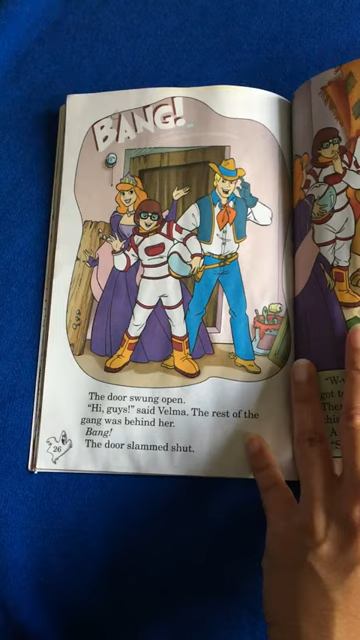 BANG!
The door swung open.
"Hi, guys!" said Velma. The rest of the
gang was behind her.
Bang!
The door slammed shut.
26
got